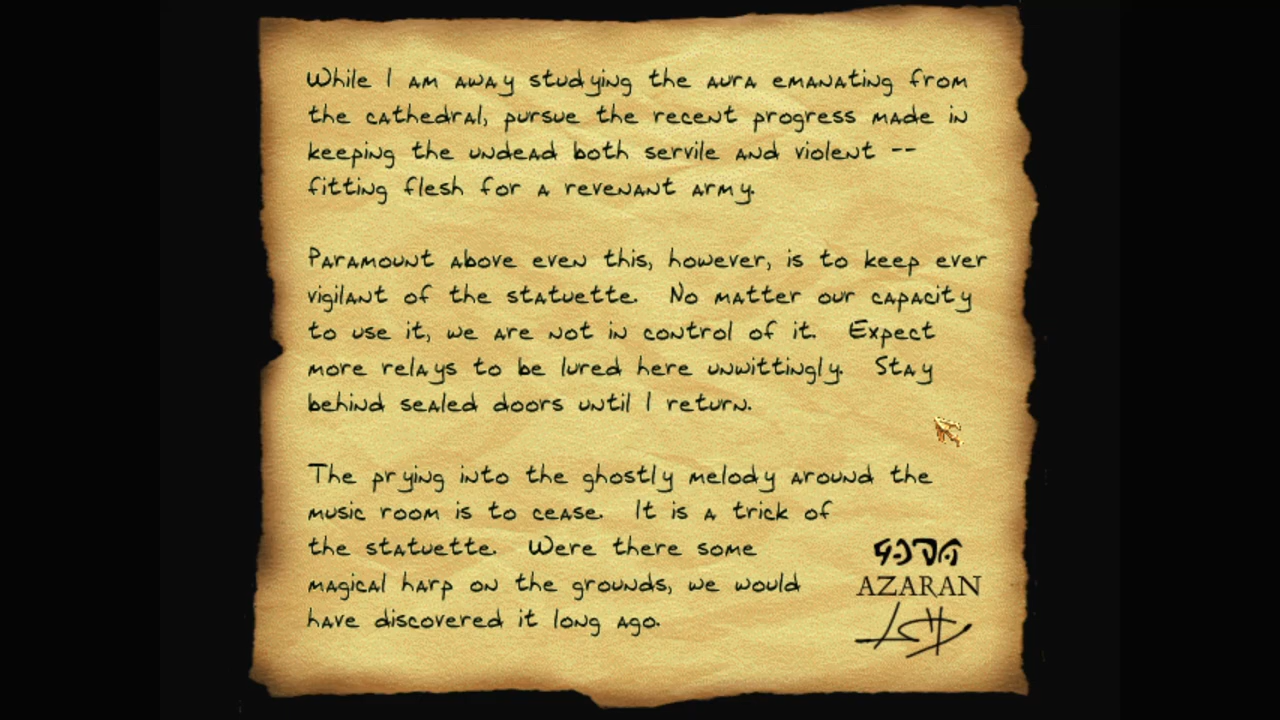 While I am away studying the aura emanating from
the cathedral, pursue the recent progress made in
keeping the undead both servile and violent --
fitting flesh for a revenant army.
Paramount above even this, however, is to keep ever
vigilant of the statuette. No matter our capacity
to use it, we are not in control of it. Expect
more relays to be lured here unwittingly. Stay
behind sealed doors until I return.
The prying into the ghostly melody around the
music room is to cease. It is a trick of
the statuette. Were there some
magical harp on the grounds, we would
have discovered it long ago.
AZARAN